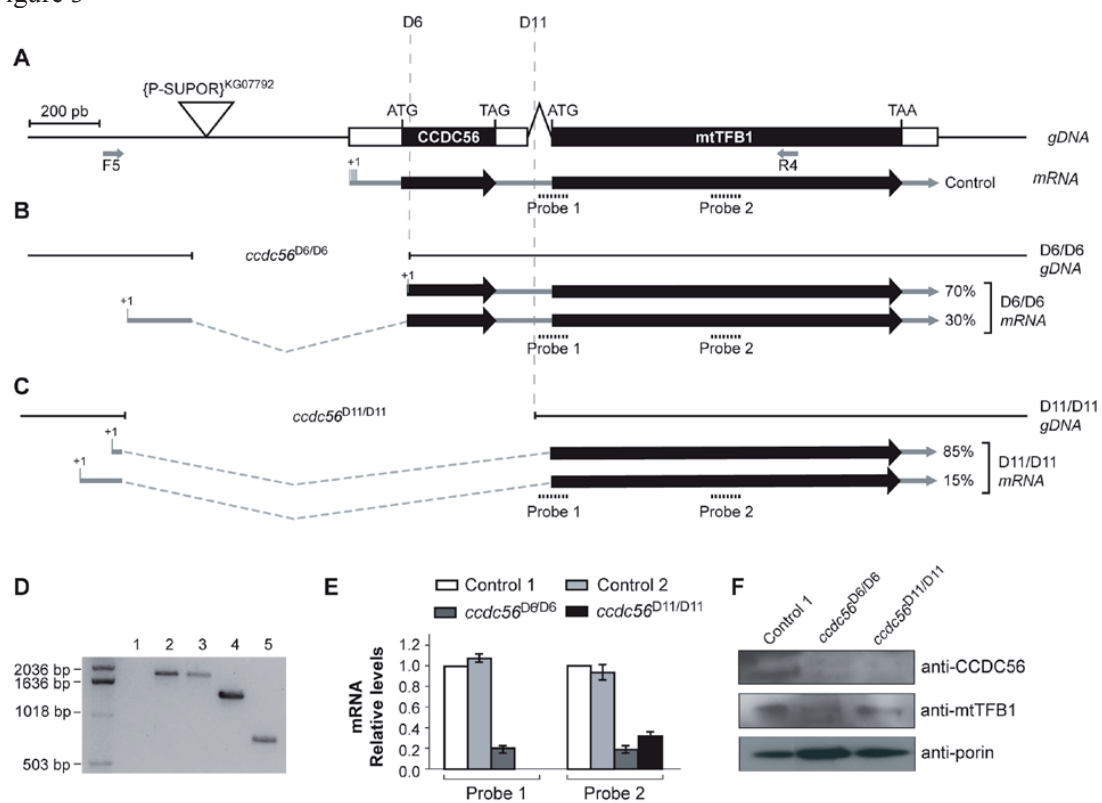 D6 D11
A
{P-SUPOR}KG07792
200 pb
ATG TAG ATG TAA
CCDC56 mtTFB1 gDNA
F5 R4
+1
Control mRNA
Probe 1 Probe 2
B
ccdc56D6/D6 D6/D6
gDNA
+1
70%
+1
30%
D6/D6
mRNA
Probe 1 Probe 2
C
ccdc56D11/D11 D11/D11
gDNA
+1
85%
+1
15%
D11/D11
mRNA
Probe 1 Probe 2
D
1 2 3 4 5
2036 bp
1636 bp
1018 bp
503 bp
E
Control 1 Control 2
ccdc56D6/D6 ccdc56D11/D11
mRNA
Relative levels
1.2
1.0
0.8
0.6
0.4
0.2
0.0
Probe 1 Probe 2
F
Control 1
ccdc56D6/D6
ccdc56D11/D11
anti-CCDC56
anti-mtTFB1
anti-porin